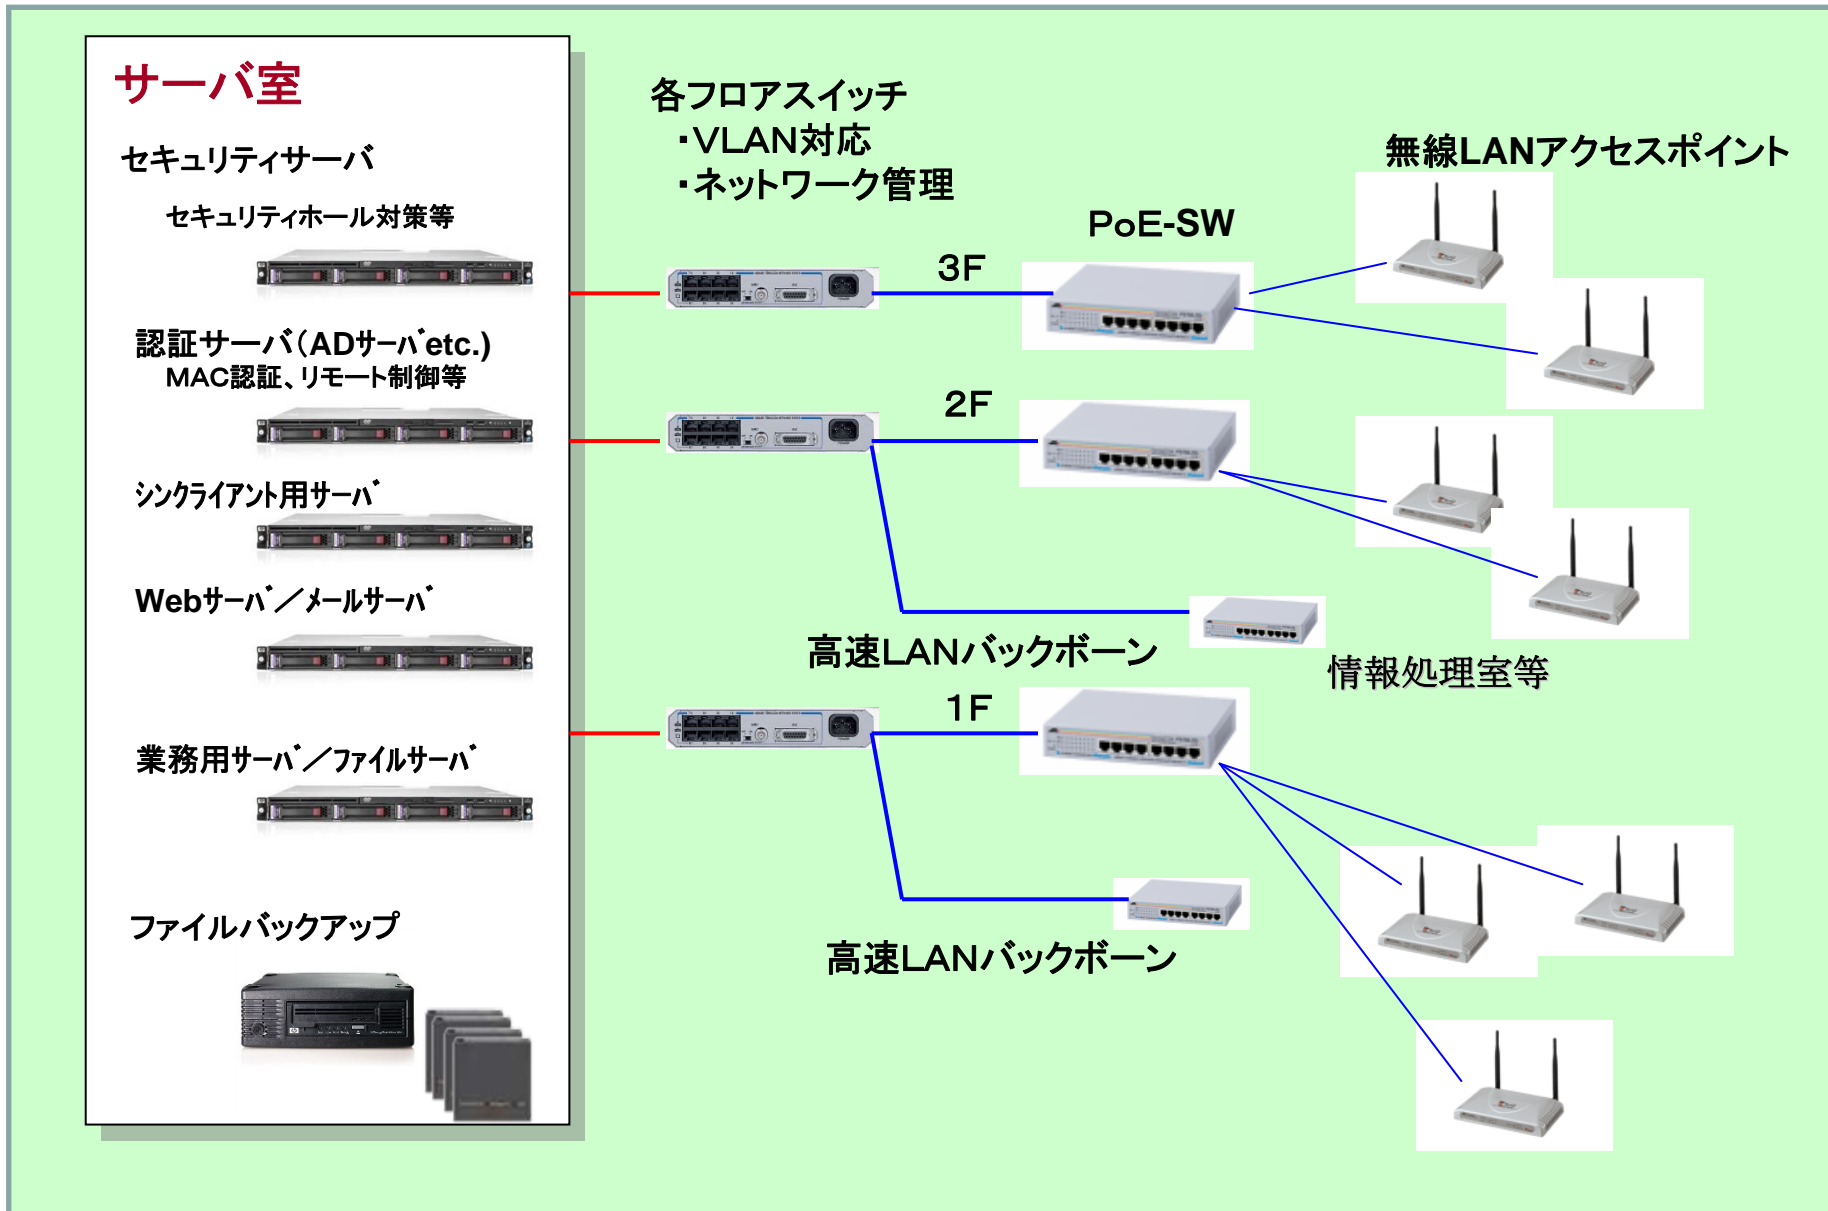 サーバ室
セキュリティサーバ
セキュリティホール対策等
認証サーバ（ADｻｰﾊﾞetc.)
MAC認証、リモート制御等
ｼﾝｸﾗｲｱﾝﾄ用ｻｰﾊﾞ
Webｻｰﾊﾞ／ﾒｰﾙｻｰﾊﾞ
業務用ｻｰﾊﾞ／ﾌｧｲﾙｻｰﾊﾞ
ファイルバックアップ
各フロアスイッチ
・VLAN対応
・ネットワーク管理
無線LANアクセスポイント
PoE-SW
3F
2F
高速LANバックボーン
情報処理室等
1F
高速LANバックボーン